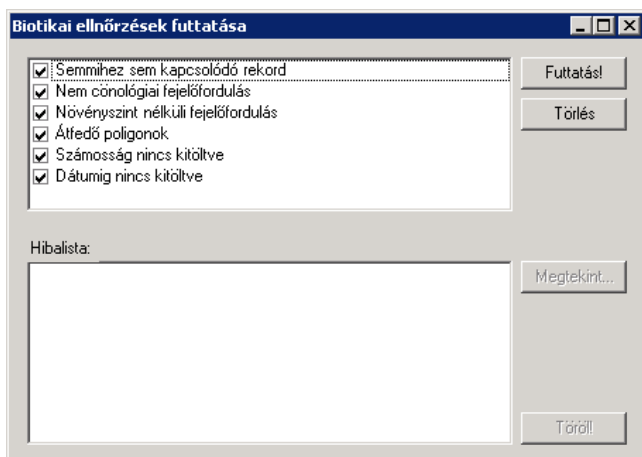 Biotikai ellnőrzések futtatása
Semmihez sem kapcsolódó rekord
Nem cönológiai fejelőfordulás
Növényszint nélküli fejelőfordulás
Átfedő poligonok
Számosság nincs kitöltve
Dátumig nincs kitöltve
Futtatás!
Törlés
Hibalista:
Megtekint...
Töröl!